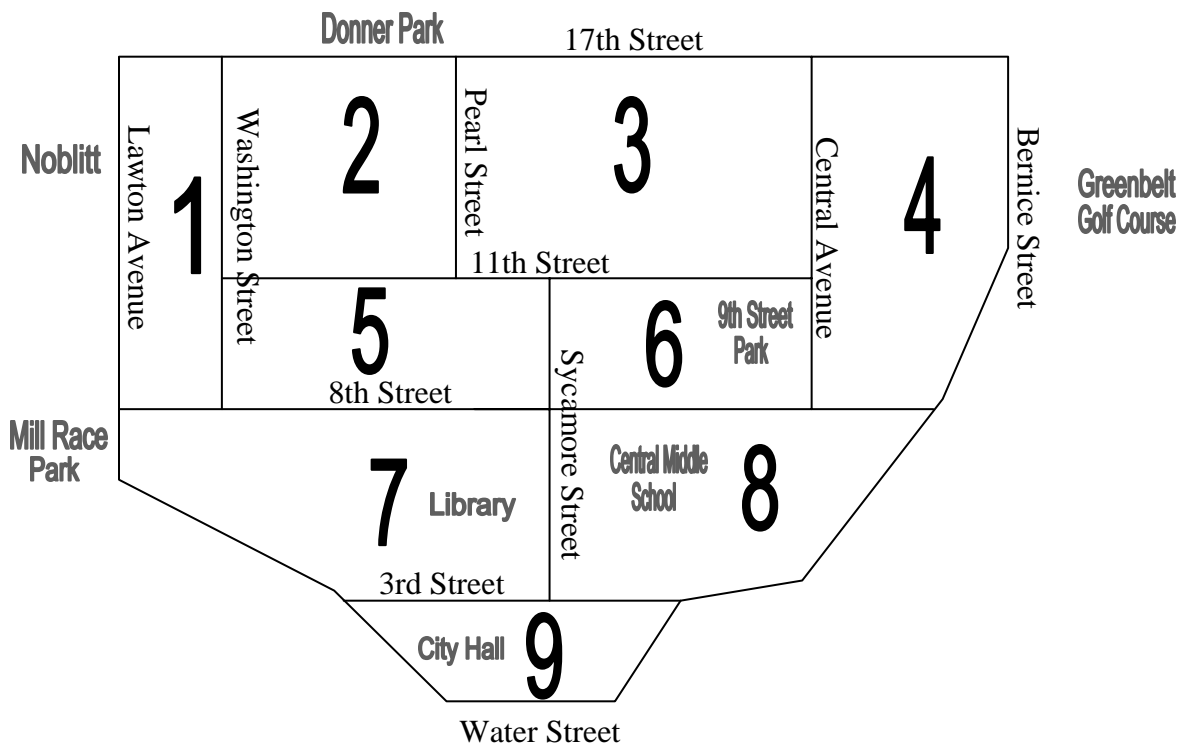 Donner Park
17th Street
Noblitt
Lawton Avenue
1
Washington Street
2
Pearl Street
3
Central Avenue
4
Bernice Street
Greenbelt
Golf Course
11th Street
5
8th Street
Sycamore Street
6
9th Street
Park
Mill Race
Park
7
Library
Central Middle
School
8
3rd Street
City Hall
9
Water Street